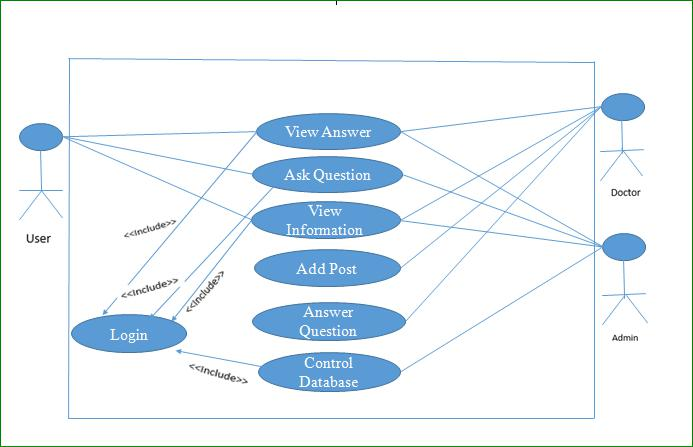 View Answer
Ask Question
View
Information
Add Post
Answer
Question
Control
Database
Login
User
Doctor
Admin
<<Include>>
<<Include>>
<<Include>>
<<Include>>